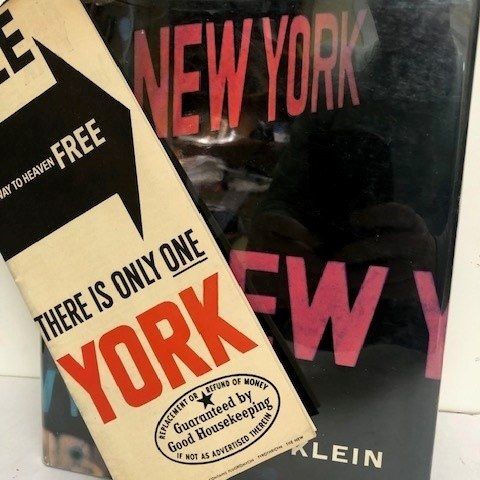 EE
WAY TO HEAVEN FREE
THERE IS ONLY ONE
YORK
REPLACEMENT OR REFUND OF MONEY
Guaranteed by
Good Housekeeping
IF NOT AS ADVERTISED THEREIN
NEW YORK
EW Y
KLEIN